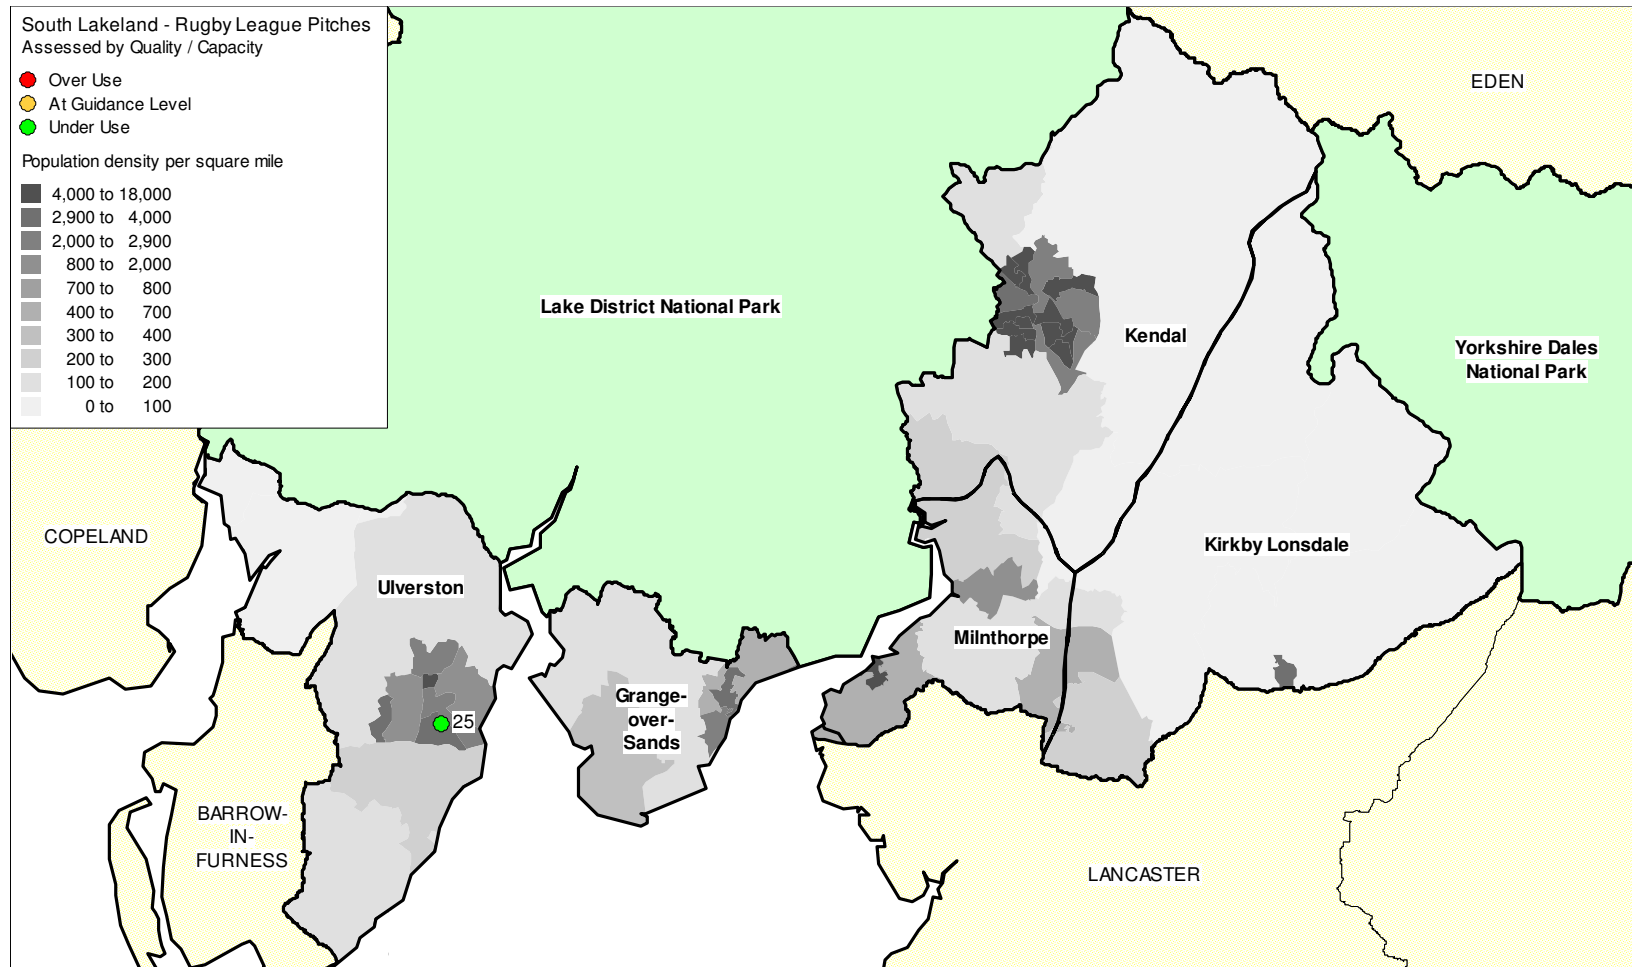 South Lakeland - Rugby League Pitches
Assessed by Quality / Capacity
Over Use
At Guidance Level
Under Use
Population density per square mile
4,000 to 18,000
2,900 to 4,000
2,000 to 2,900
800 to 2,000
700 to 800
400 to 700
300 to 400
200 to 300
100 to 200
0 to 100
EDEN
Lake District National Park
Kendal
Yorkshire Dales
National Park
COPELAND
Kirkby Lonsdale
Ulverston
Milnthorpe
Grange-
over-
Sands
25
BARROW-
IN-
FURNESS
LANCASTER